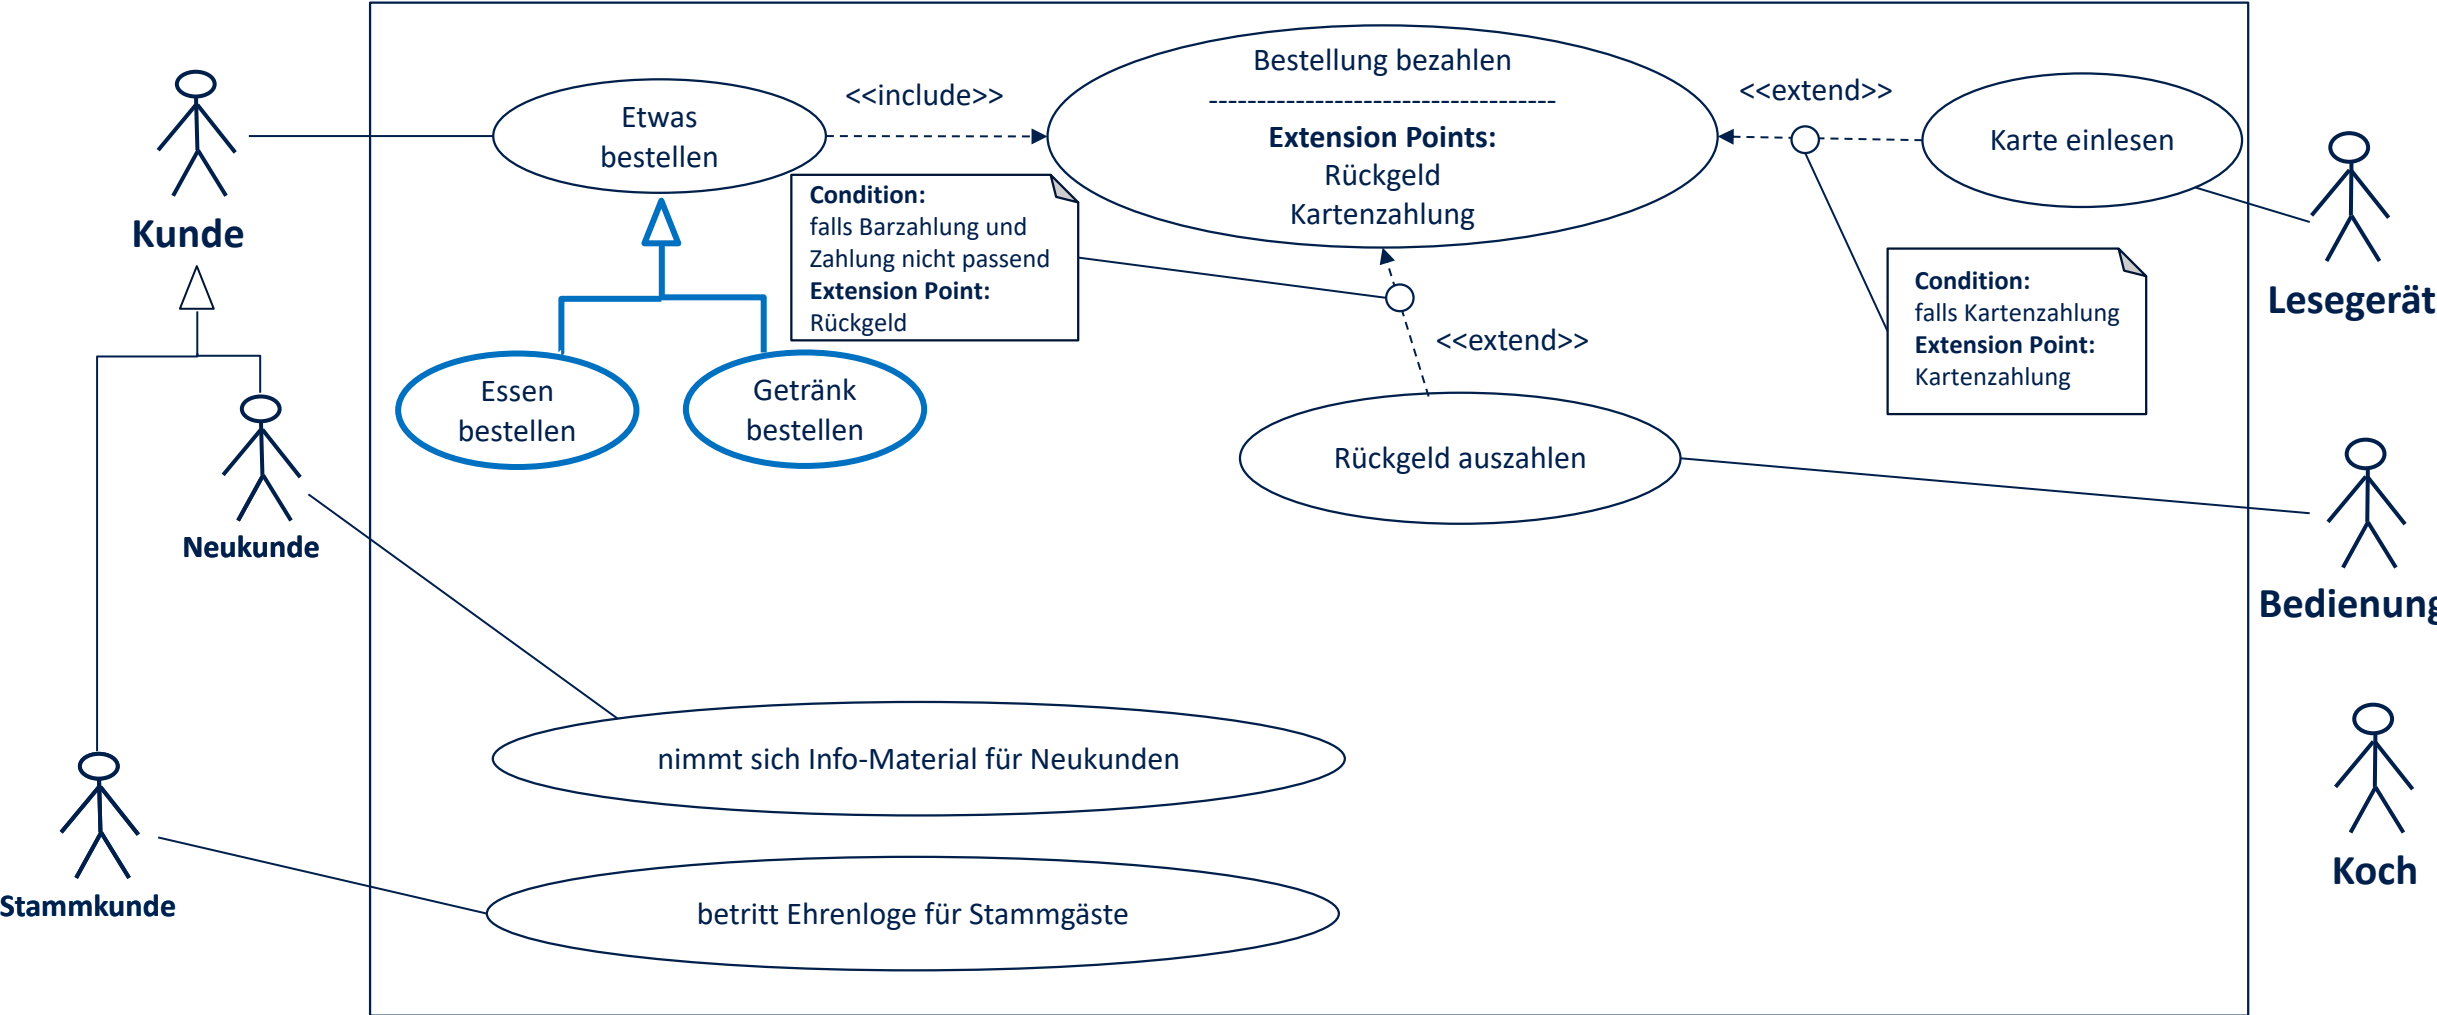 Kunde
Neukunde
Stammkunde
Etwas
bestellen
<<include>>
Bestellung bezahlen
------------------------------------
Extension Points:
Rückgeld
Kartenzahlung
<<extend>>
Karte einlesen
Lesegerät
Condition:
falls Barzahlung und
Zahlung nicht passend
Extension Point:
Rückgeld
Condition:
falls Kartenzahlung
Extension Point:
Kartenzahlung
<<extend>>
Essen
bestellen
Getränk
bestellen
Rückgeld auszahlen
Bedienung
nimmt sich Info-Material für Neukunden
betritt Ehrenloge für Stammgäste
Koch